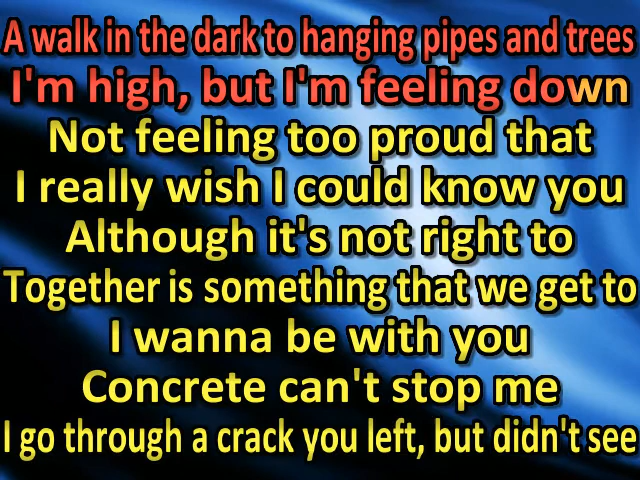 A walk in the dark to hanging pipes and trees
I'm high, but I'm feeling down
Not feeling too proud that
I really wish I could know you
Although it's not right to
Together is something that we get to
I wanna be with you
Concrete can't stop me
I go through a crack you left, but didn't see